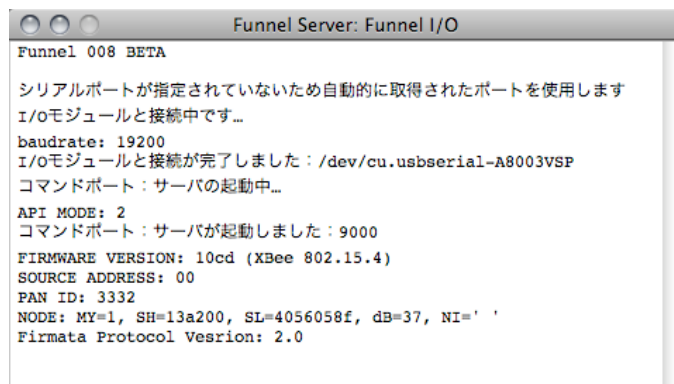 Funnel Server: Funnel I/O
Funnel 008 BETA
シリアルポートが指定されていないため自動的に取得されたポートを使用します
I/Oモジュールと接続中です…
baudrate: 19200
I/Oモジュールと接続が完了しました：/dev/cu.usbserial-A8003VSP
コマンドポート：サーバの起動中…
API MODE: 2
コマンドポート：サーバが起動しました：9000
FIRMWARE VERSION: 10cd (XBee 802.15.4)
SOURCE ADDRESS: 00
PAN ID: 3332
NODE: MY=1, SH=13a200, SL=4056058f, dB=37, NI=' '
Firmata Protocol Vesrion: 2.0